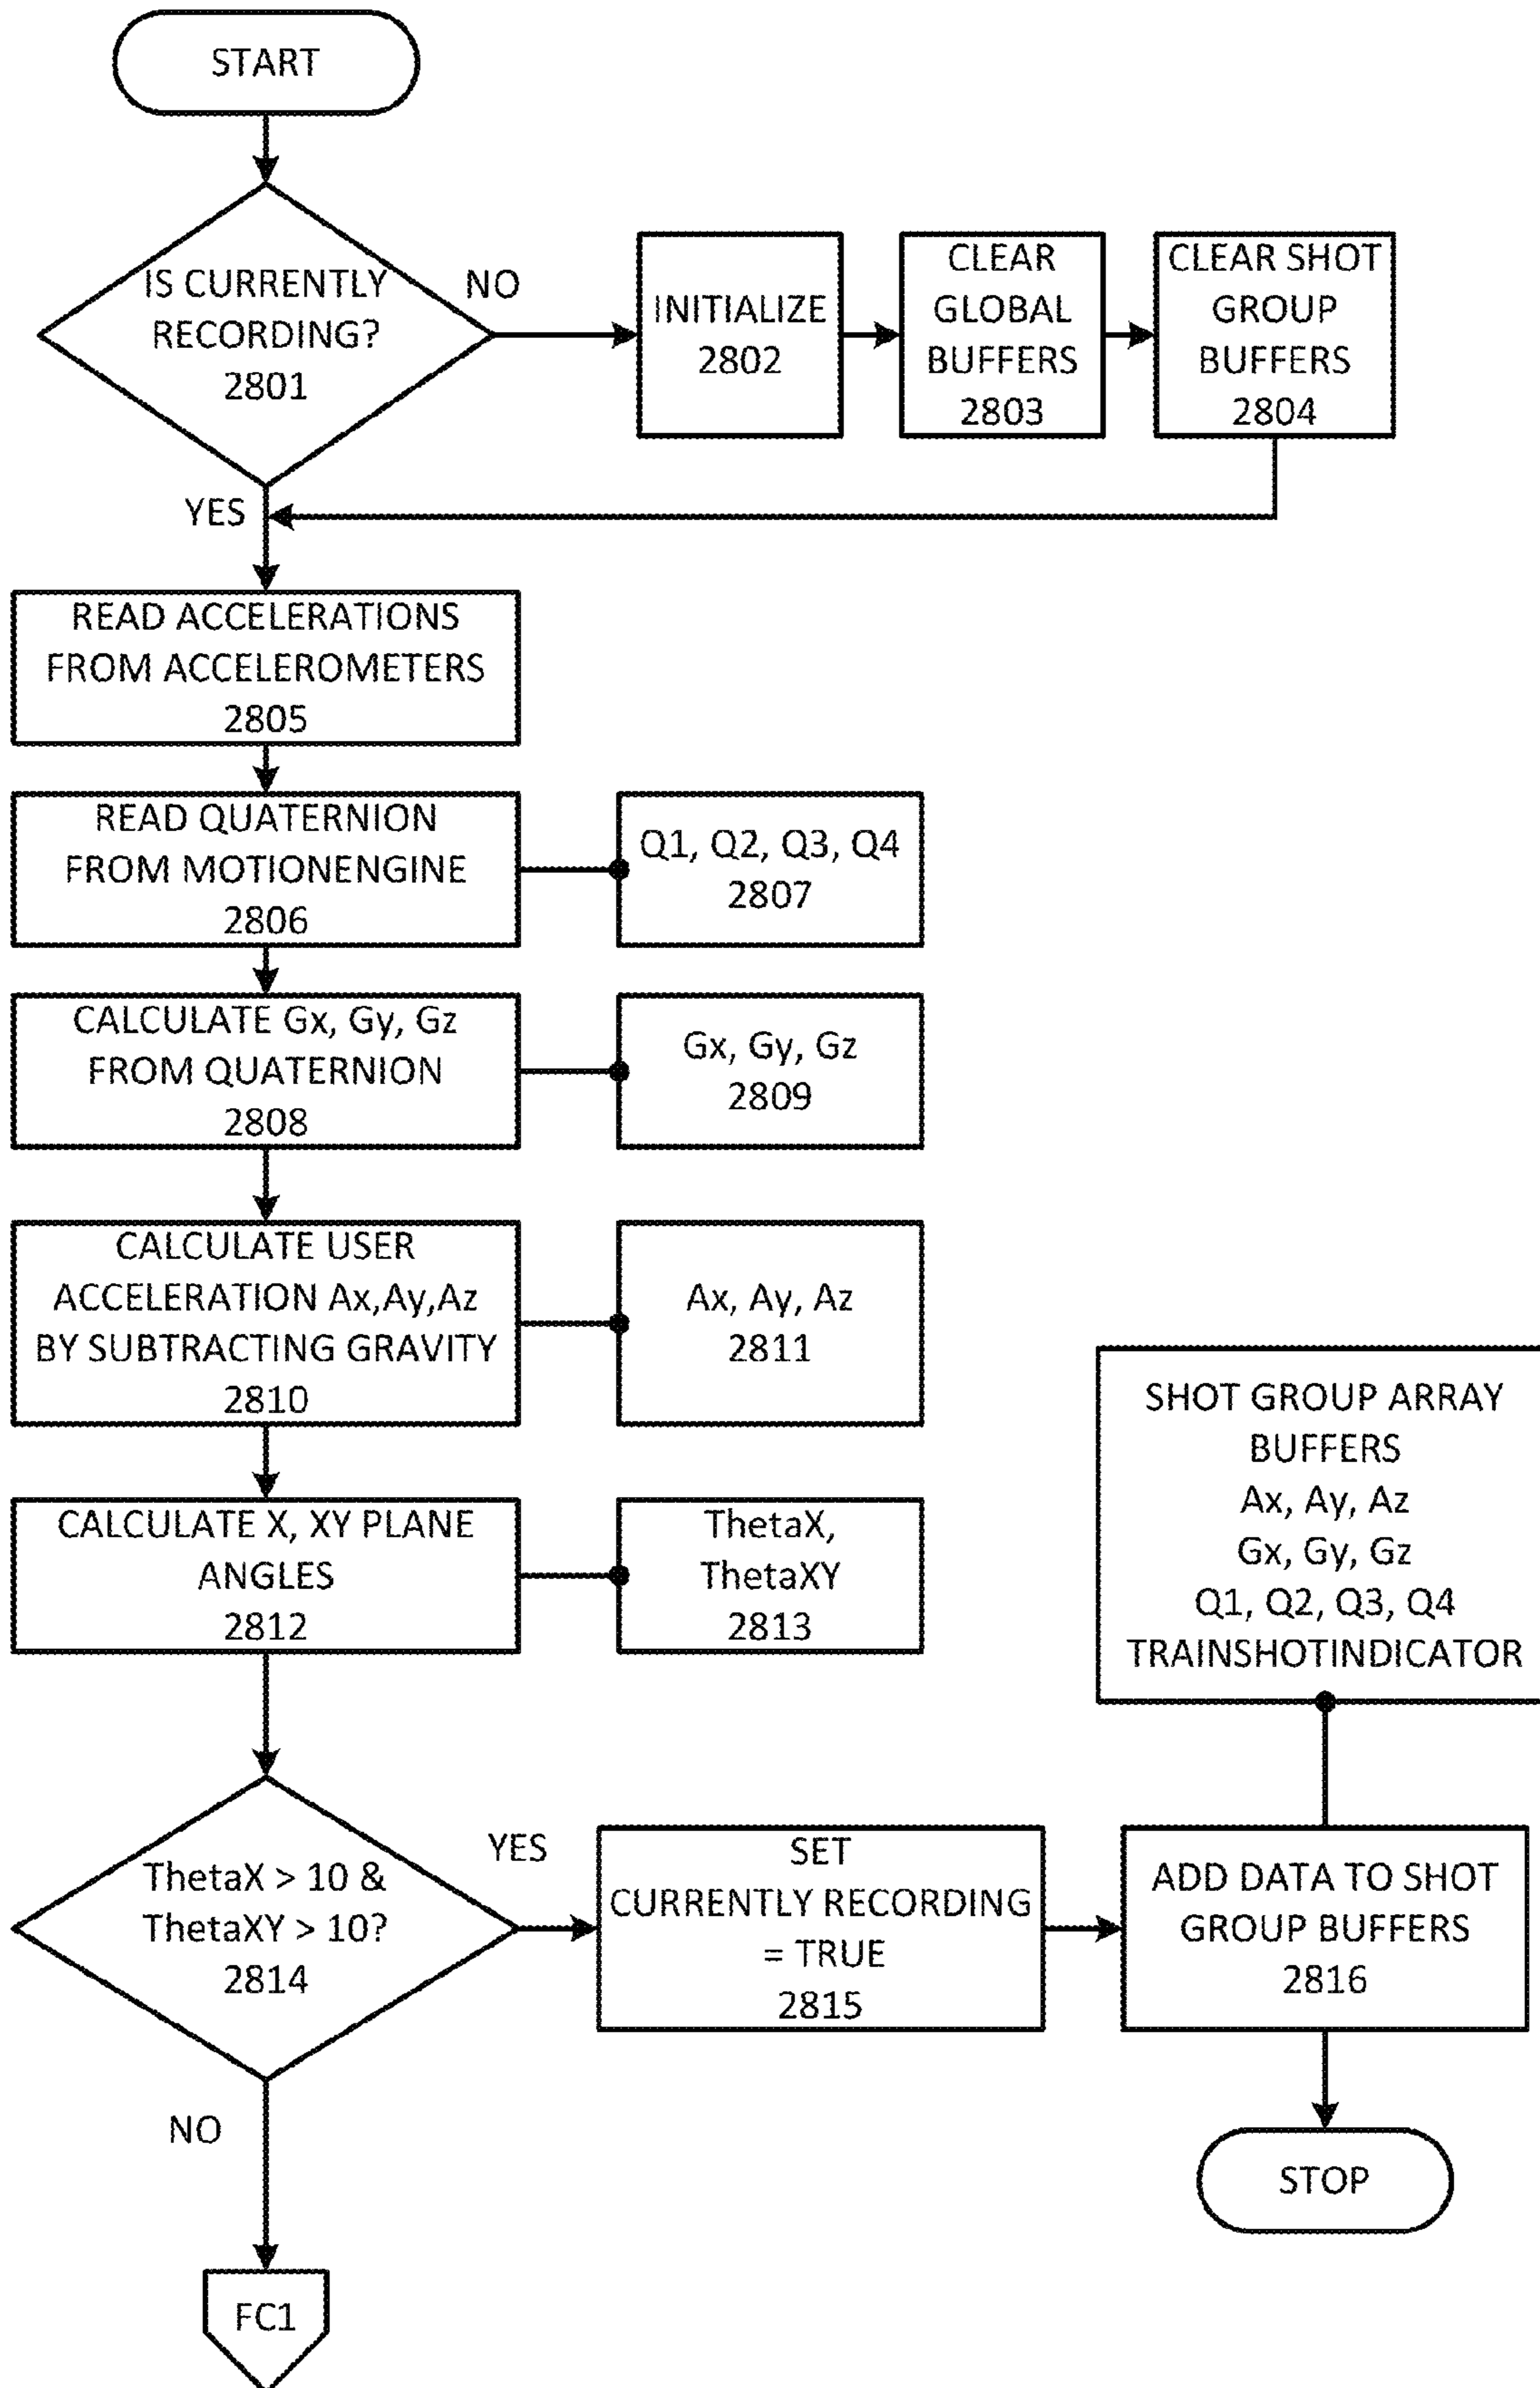 START
IS CURRENTLY
RECORDING?
2801
NO
INITIALIZE
2802
CLEAR
GLOBAL
BUFFERS
2803
CLEAR SHOT
GROUP
BUFFERS
2804
YES
READ ACCELERATIONS
FROM ACCELEROMETERS
2805
READ QUATERNION
FROM MOTIONENGINE
2806
Q1, Q2, Q3, Q4
2807
CALCULATE Gx, Gy, Gz
FROM QUATERNION
2808
Gx, Gy, Gz
2809
CALCULATE USER
ACCELERATION Ax,Ay,Az
BY SUBTRACTING GRAVITY
2810
Ax, Ay, Az
2811
CALCULATE X, XY PLANE
ANGLES
2812
ThetaX,
ThetaXY
2813
SHOT GROUP ARRAY
BUFFERS
Ax, Ay, Az
Gx, Gy, Gz
Q1, Q2, Q3, Q4
TRAINSHOTINDICATOR
ThetaX > 10 &
ThetaXY > 10?
2814
YES
SET
CURRENTLY RECORDING
= TRUE
2815
ADD DATA TO SHOT
GROUP BUFFERS
2816
NO
STOP
FC1